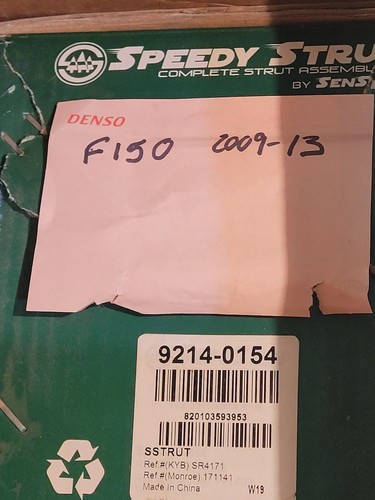 SPEEDY STRU
COMPLETE STRUT ASSEMBL
BY SENS
DENSO
F150 2009-13
9214-0154
820103593953
SSTRUT
Ref #(KYB) SR4171
Ref #(Monroe) 171141
Made In China W19